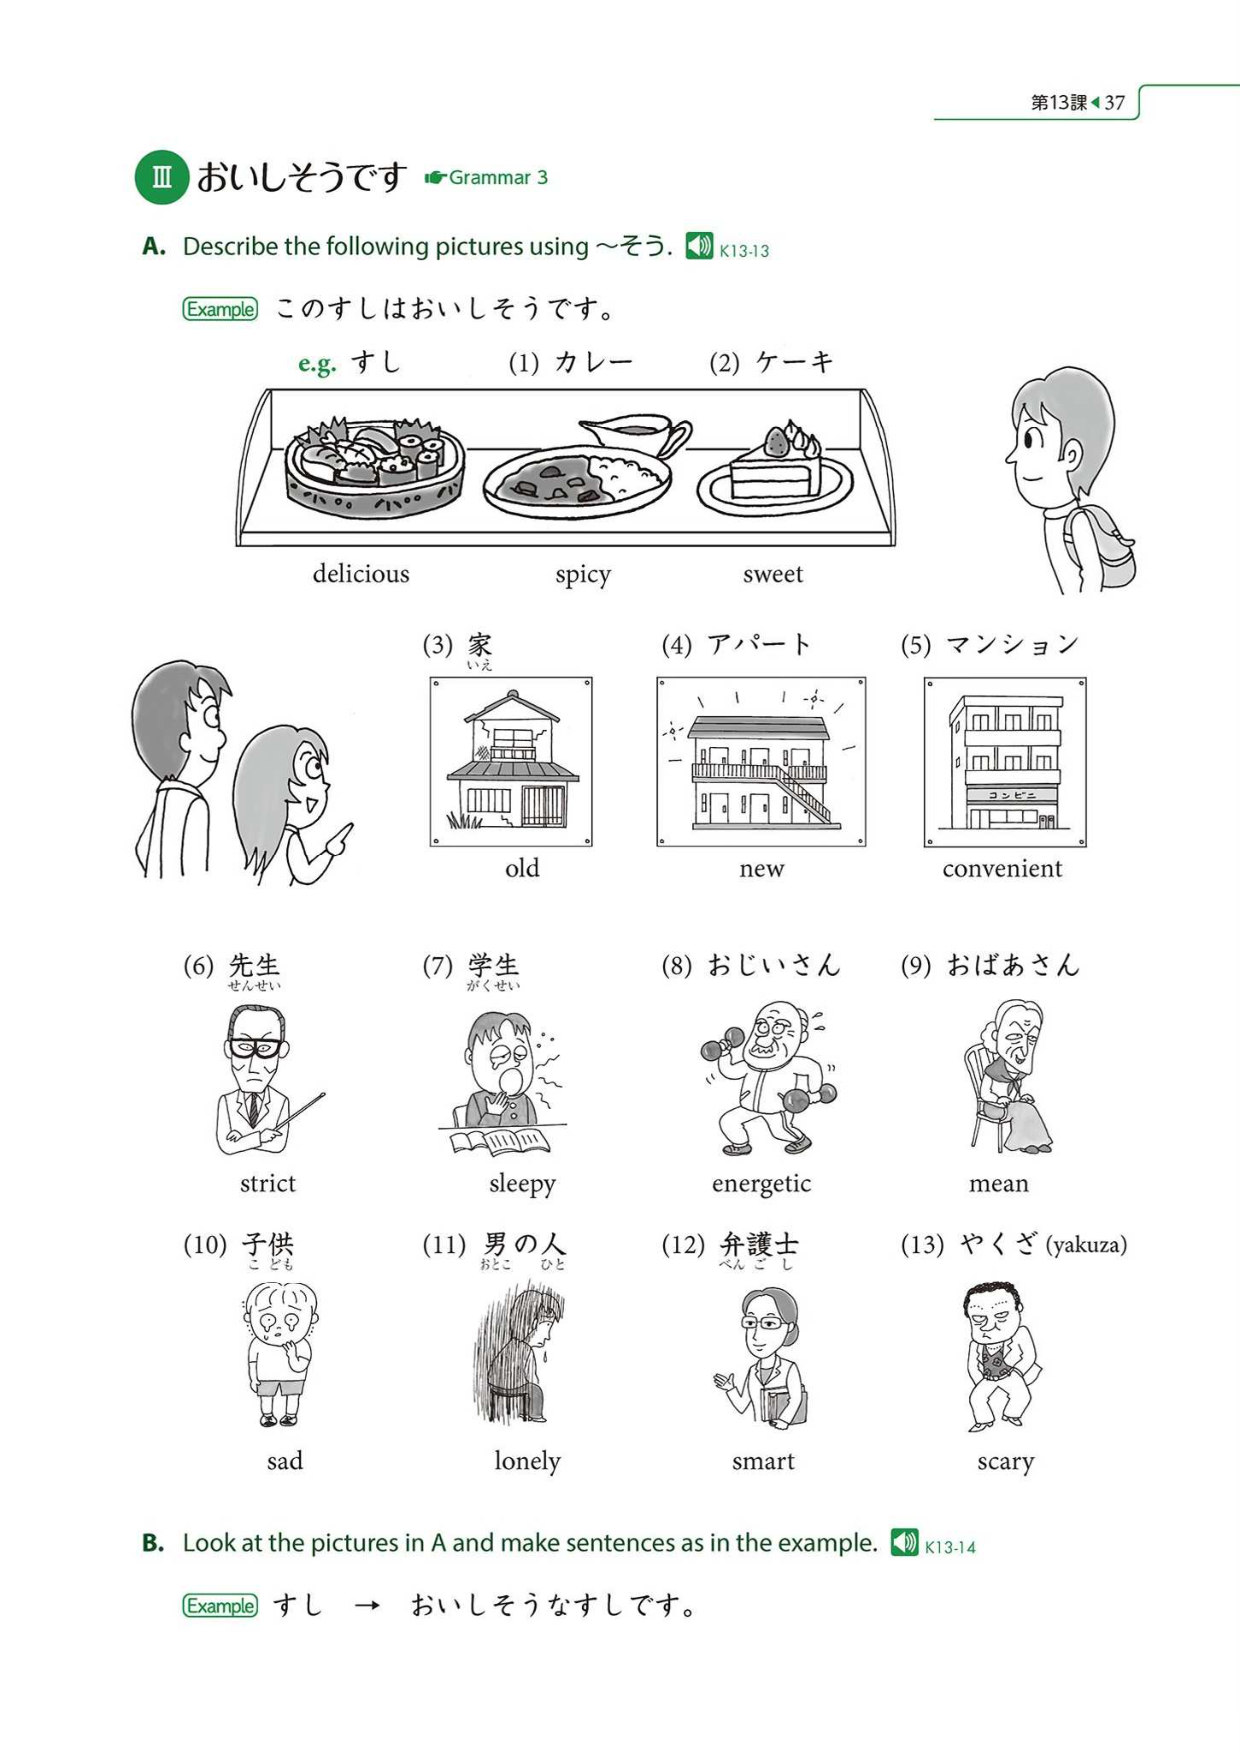 第13課◀37
Ⅲ おいしそうです ☛Grammar 3
A. Describe the following pictures using ～そう. K13-13
Example このすしはおいしそうです。
e.g. すし (1) カレー (2) ケーキ
delicious spicy sweet
(3) 家 (4) アパート (5) マンション
いえ
コンビニ
old new convenient
(6) 先生 (7) 学生 (8) おじいさん (9) おばあさん
せんせい がくせい
strict sleepy energetic mean
(10) 子供 (11) 男の人 (12) 弁護士 (13) やくざ (yakuza)
こ ども おとこ ひと べん ご し
sad lonely smart scary
B. Look at the pictures in A and make sentences as in the example. K13-14
Example すし → おいしそうなすしです。